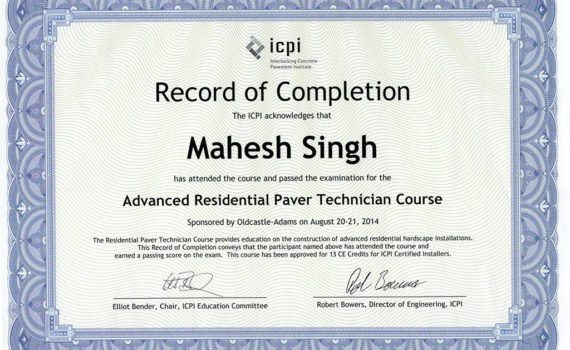 icpi
Interlocking Concrete
Pavement Institute
Record of Completion
The ICPI acknowledges that
Mahesh Singh
has attended the course and passed the examination for the
Advanced Residential Paver Technician Course
Sponsored by Oldcastle-Adams on August 20-21, 2014
The Residential Paver Technician Course provides education on the construction of advanced residential hardscape installations.
This Record of Completion conveys that the participant named above has attended the course and
earned a passing score on the exam. This course has been approved for 13 CE Credits for ICPI Certified Installers.
Elliot Bender, Chair, ICPI Education Committee
Robert Bowers, Director of Engineering, ICPI